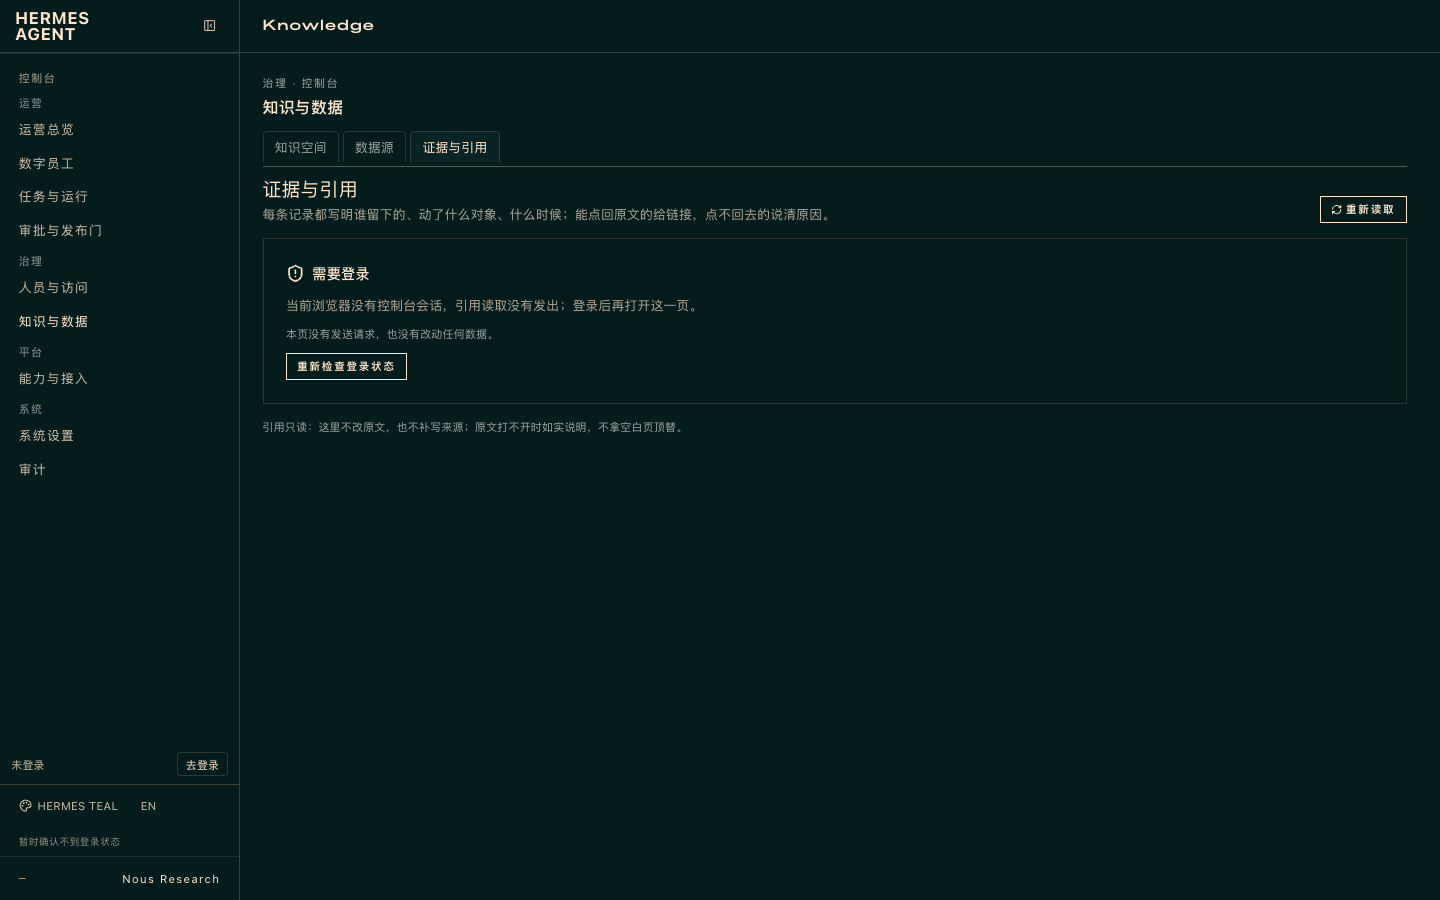 HERMES
AGENT
控制台
运营
运营总览
数字员工
任务与运行
审批与发布门
治理
人员与访问
知识与数据
平台
能力与接入
系统
系统设置
审计
未登录
去登录
HERMES TEAL
EN
暂时确认不到登录状态
–
Nous Research
Knowledge
治理 · 控制台
知识与数据
知识空间
数据源
证据与引用
证据与引用
每条记录都写明谁留下的、动了什么对象、什么时候；能点回原文的给链接，点不回去的说清原因。
重新读取
需要登录
当前浏览器没有控制台会话，引用读取没有发出；登录后再打开这一页。
本页没有发送请求，也没有改动任何数据。
重新检查登录状态
引用只读：这里不改原文，也不补写来源；原文打不开时如实说明，不拿空白页顶替。